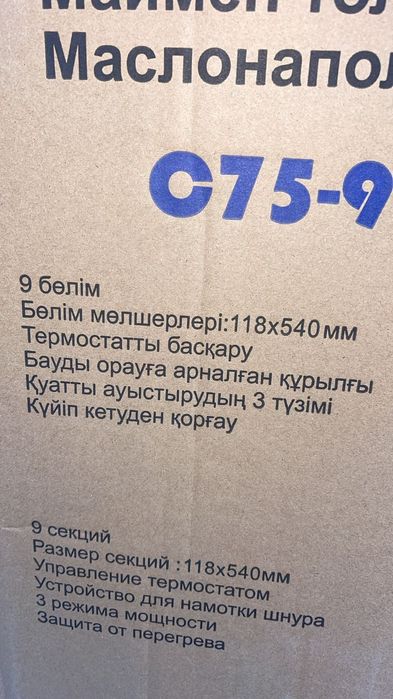 Маслонапол
C75-9
9 бөлім
Бөлім мөлшерлері:118x540мм
Термостатты басқару
Бауды орауға арналған құрылғы
Қуатты ауыстырудың 3 түзімі
Күйіп кетуден қорғау
9 секций
Размер секций :118x540мм
Управление термостатом
Устройство для намотки шнура
3 режима мощности
Защита от перегрева